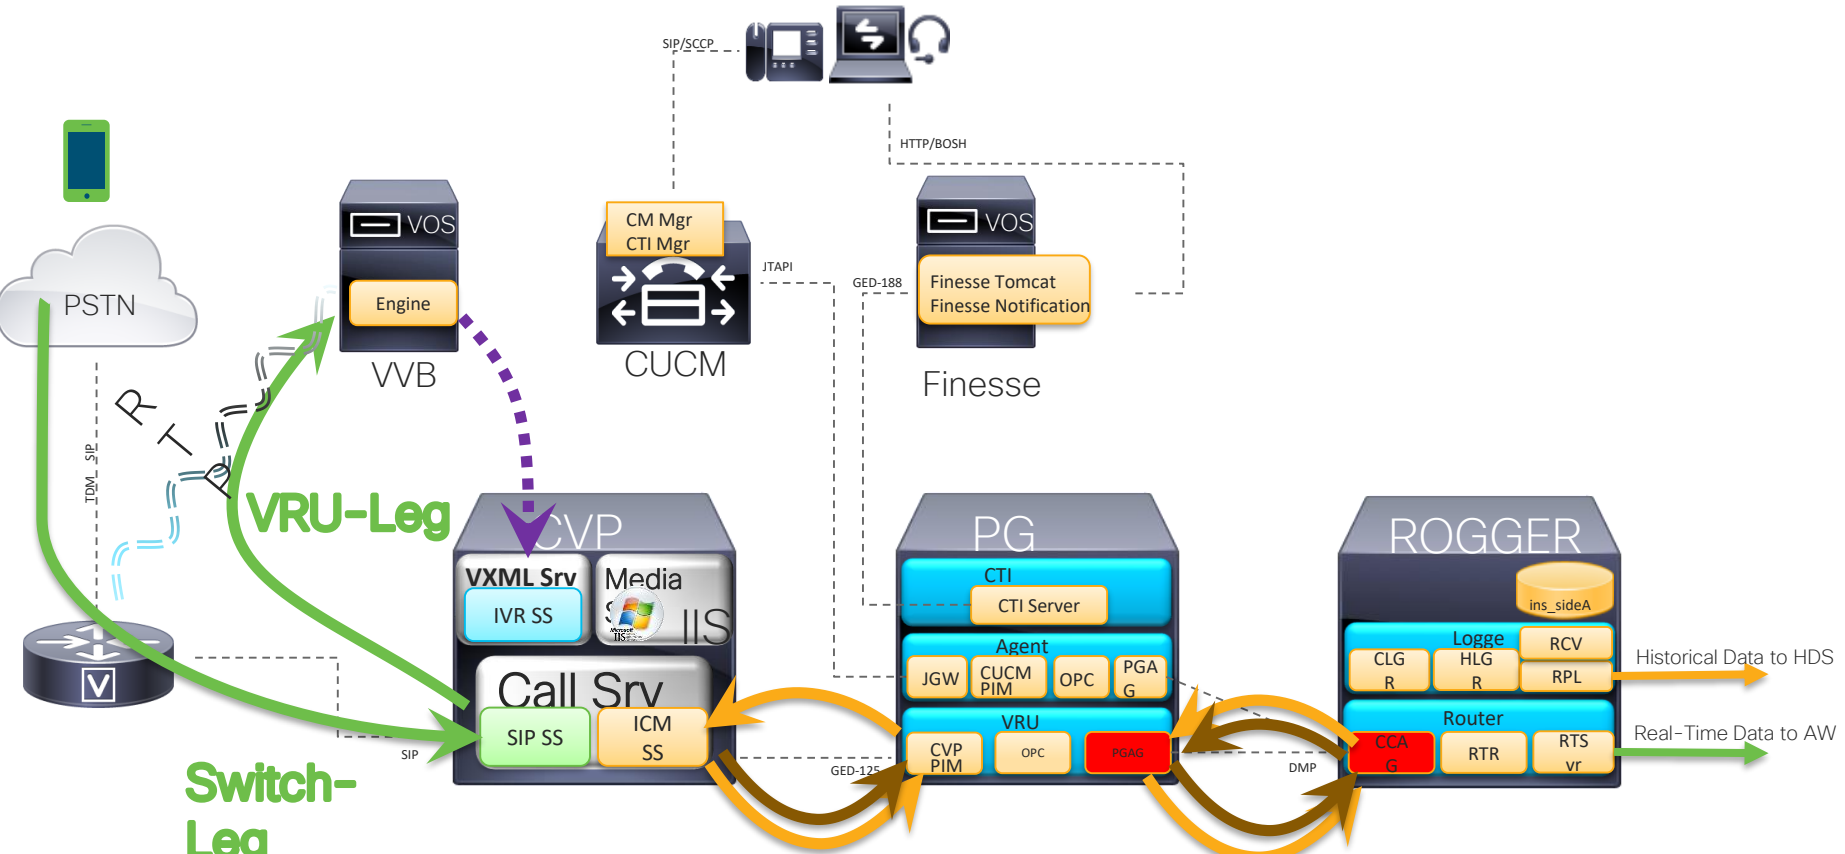 SIP/SCCP
HTTP/BOSH
VOS
CM Mgr
CTI Mgr
VOS
JTAPI
GED-188
Finesse Tomcat
Finesse Notification
PSTN
Engine
VVB
CUCM
Finesse
R
T
P
TDM SIP
VRU-Leg
CVP
PG
ROGGER
VXML Srv
IVR SS
Media
S
Microsoft
IIS
IIS
CTI
CTI Server
ins_sideA
Agent
JGW
CUCM
PIM
OPC
PGA
G
Logge
CLG
R
HLG
R
RCV
RPL
Historical Data to HDS
V
Call Srv
SIP SS
ICM
SS
VRU
CVP
PIM
OPC
PGAG
Router
CCA
G
RTR
RTS
vr
Real-Time Data to AW
SIP
GED-125
DMP
Switch-
Leg